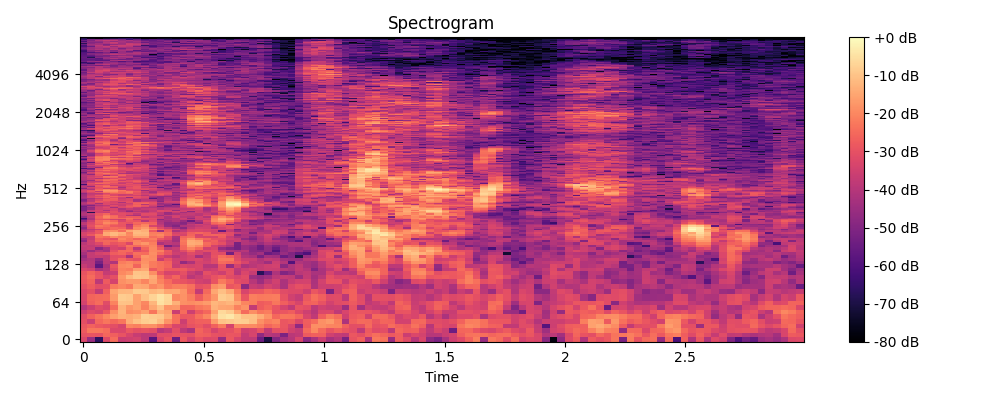 Spectrogram
Hz
4096
2048
1024
512
256
128
64
0
0
0.5
1
1.5
2
2.5
Time
+0 dB
-10 dB
-20 dB
-30 dB
-40 dB
-50 dB
-60 dB
-70 dB
-80 dB